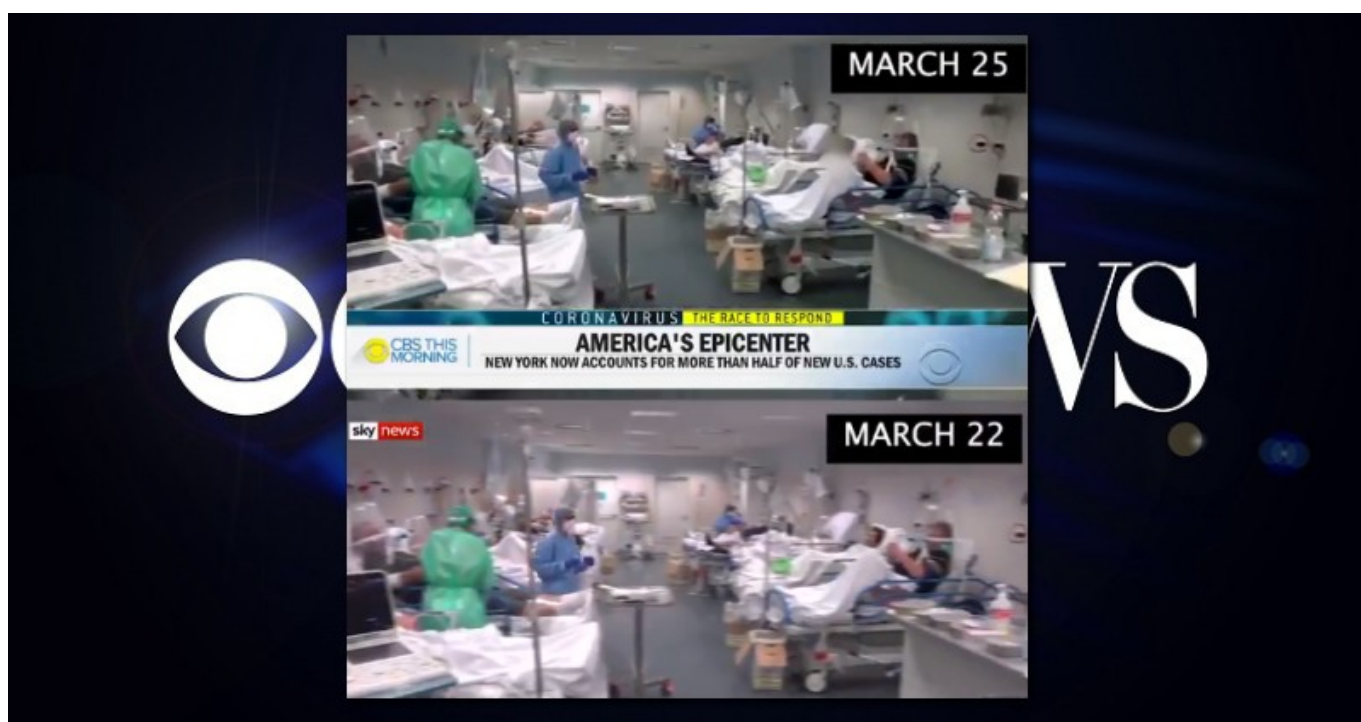 MARCH 25
CORONAVIRUS THE RACE TO RESPOND
CBS THIS
MORNING
AMERICA'S EPICENTER
NEW YORK NOW ACCOUNTS FOR MORE THAN HALF OF NEW U.S. CASES
WS
sky news
MARCH 22